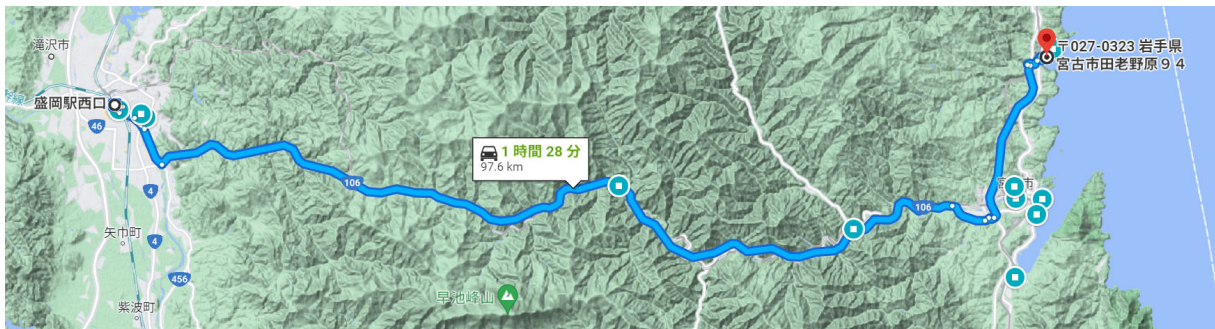 滝沢市
盛岡駅西口
46
4
106
1 時間 28 分
97.6 km
矢巾町
4
456
紫波町
早池峰山
106
〒027-0323 岩手県
宮古市田老野原９４